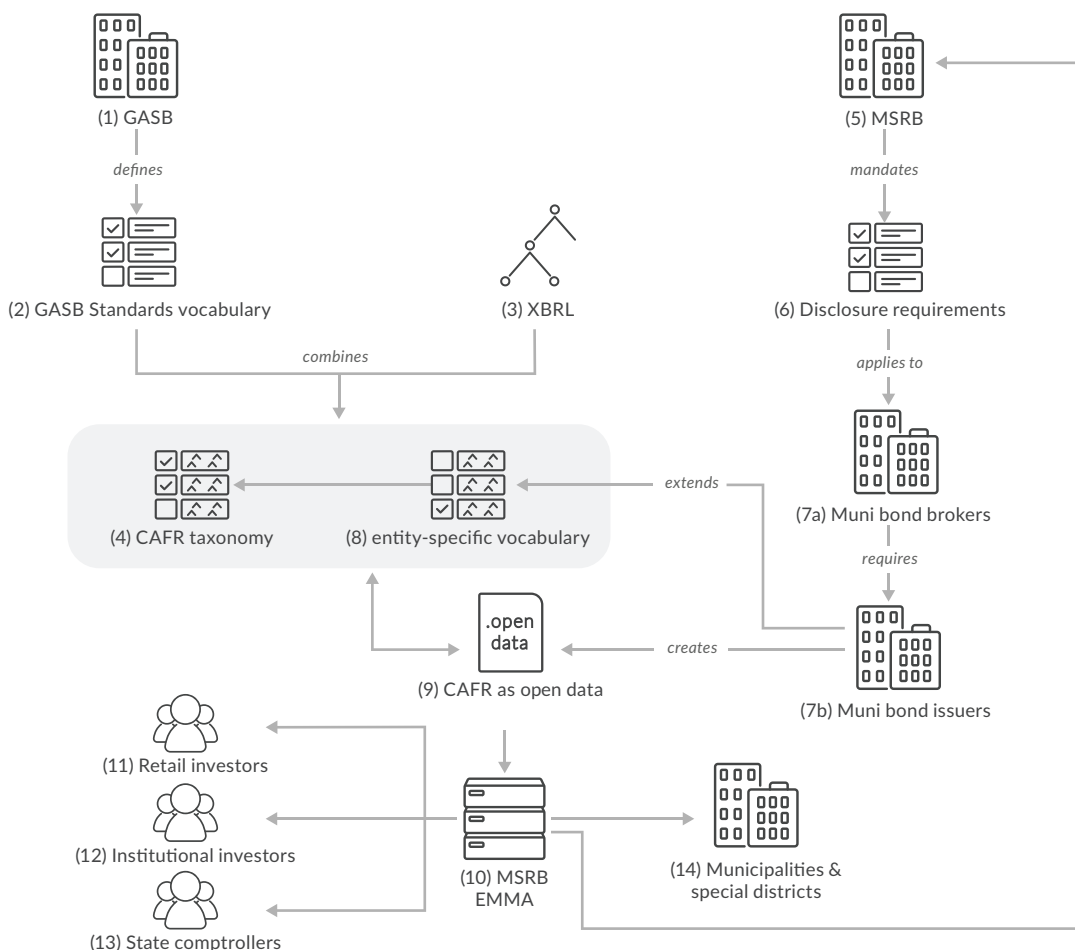 (1) GASB
(5) MSRB
defines
mandates
(2) GASB Standards vocabulary
(3) XBRL
(6) Disclosure requirements
combines
applies to
extends
(7a) Muni bond brokers
(4) CAFR taxonomy
(8) entity-specific vocabulary
requires
.open
data
creates
(9) CAFR as open data
(7b) Muni bond issuers
(11) Retail investors
(12) Institutional investors
(10) MSRB
EMMA
(14) Municipalities &
special districts
(13) State comptrollers